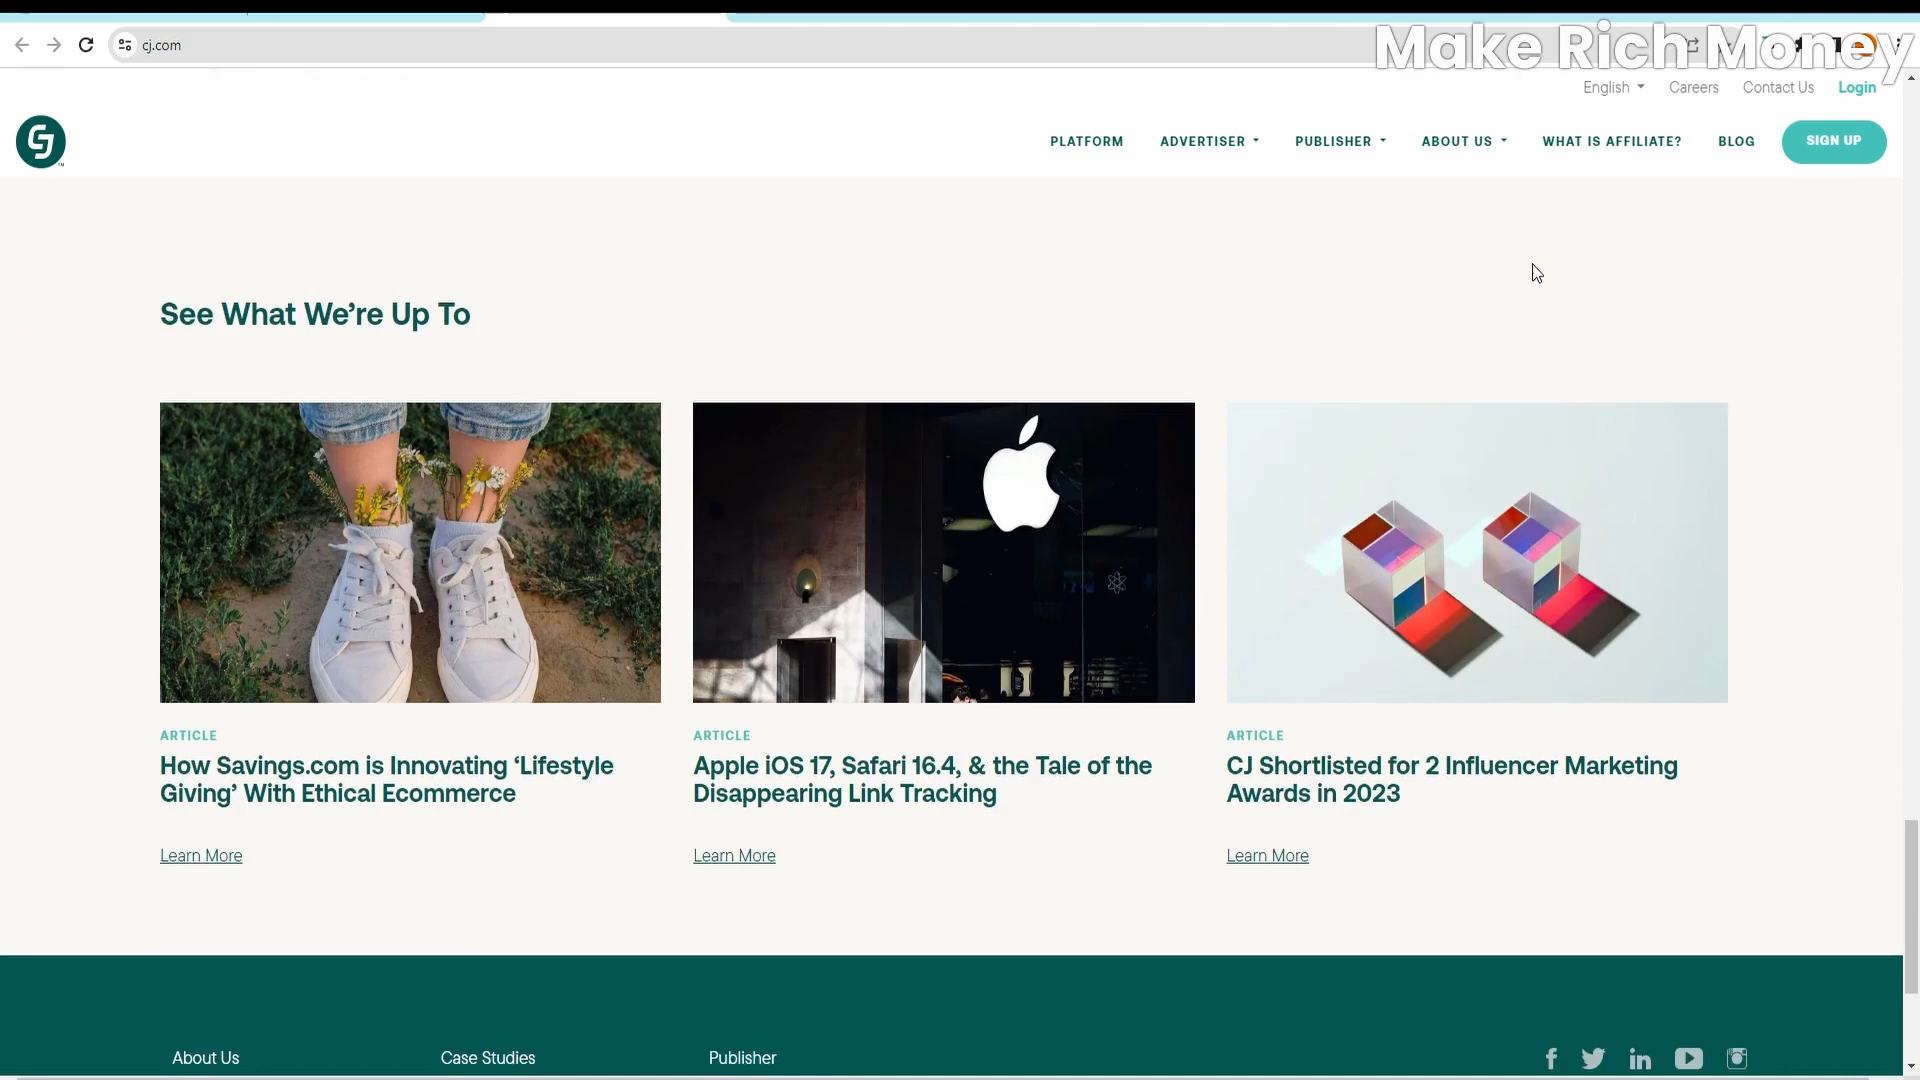 cj.com
Make Rich Money
English
Careers
Contact Us
Login
CJ
TM
PLATFORM
ADVERTISER
PUBLISHER
ABOUT US
WHAT IS AFFILIATE?
BLOG
SIGN UP
See What We’re Up To
ARTICLE
How Savings.com is Innovating ‘Lifestyle
Giving’ With Ethical Ecommerce
Learn More
ARTICLE
Apple iOS 17, Safari 16.4, & the Tale of the
Disappearing Link Tracking
Learn More
ARTICLE
CJ Shortlisted for 2 Influencer Marketing
Awards in 2023
Learn More
About Us
Case Studies
Publisher